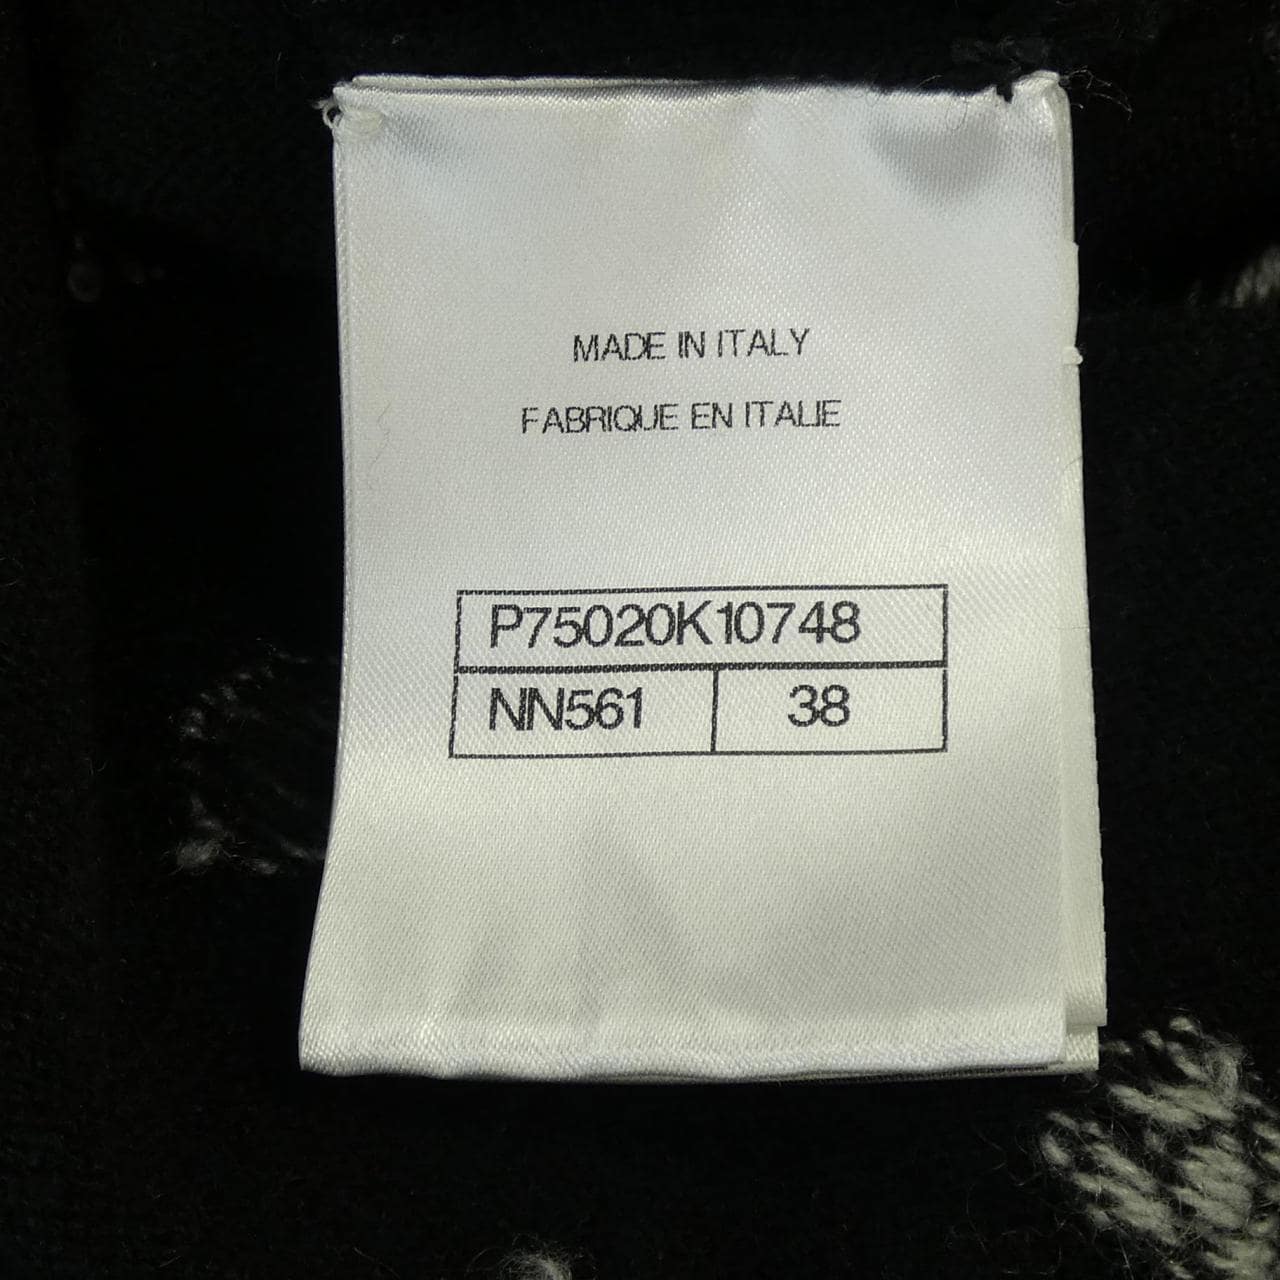 MADE IN ITALY
FABRIQUE EN ITALIE
P75020K10748
NN561 38